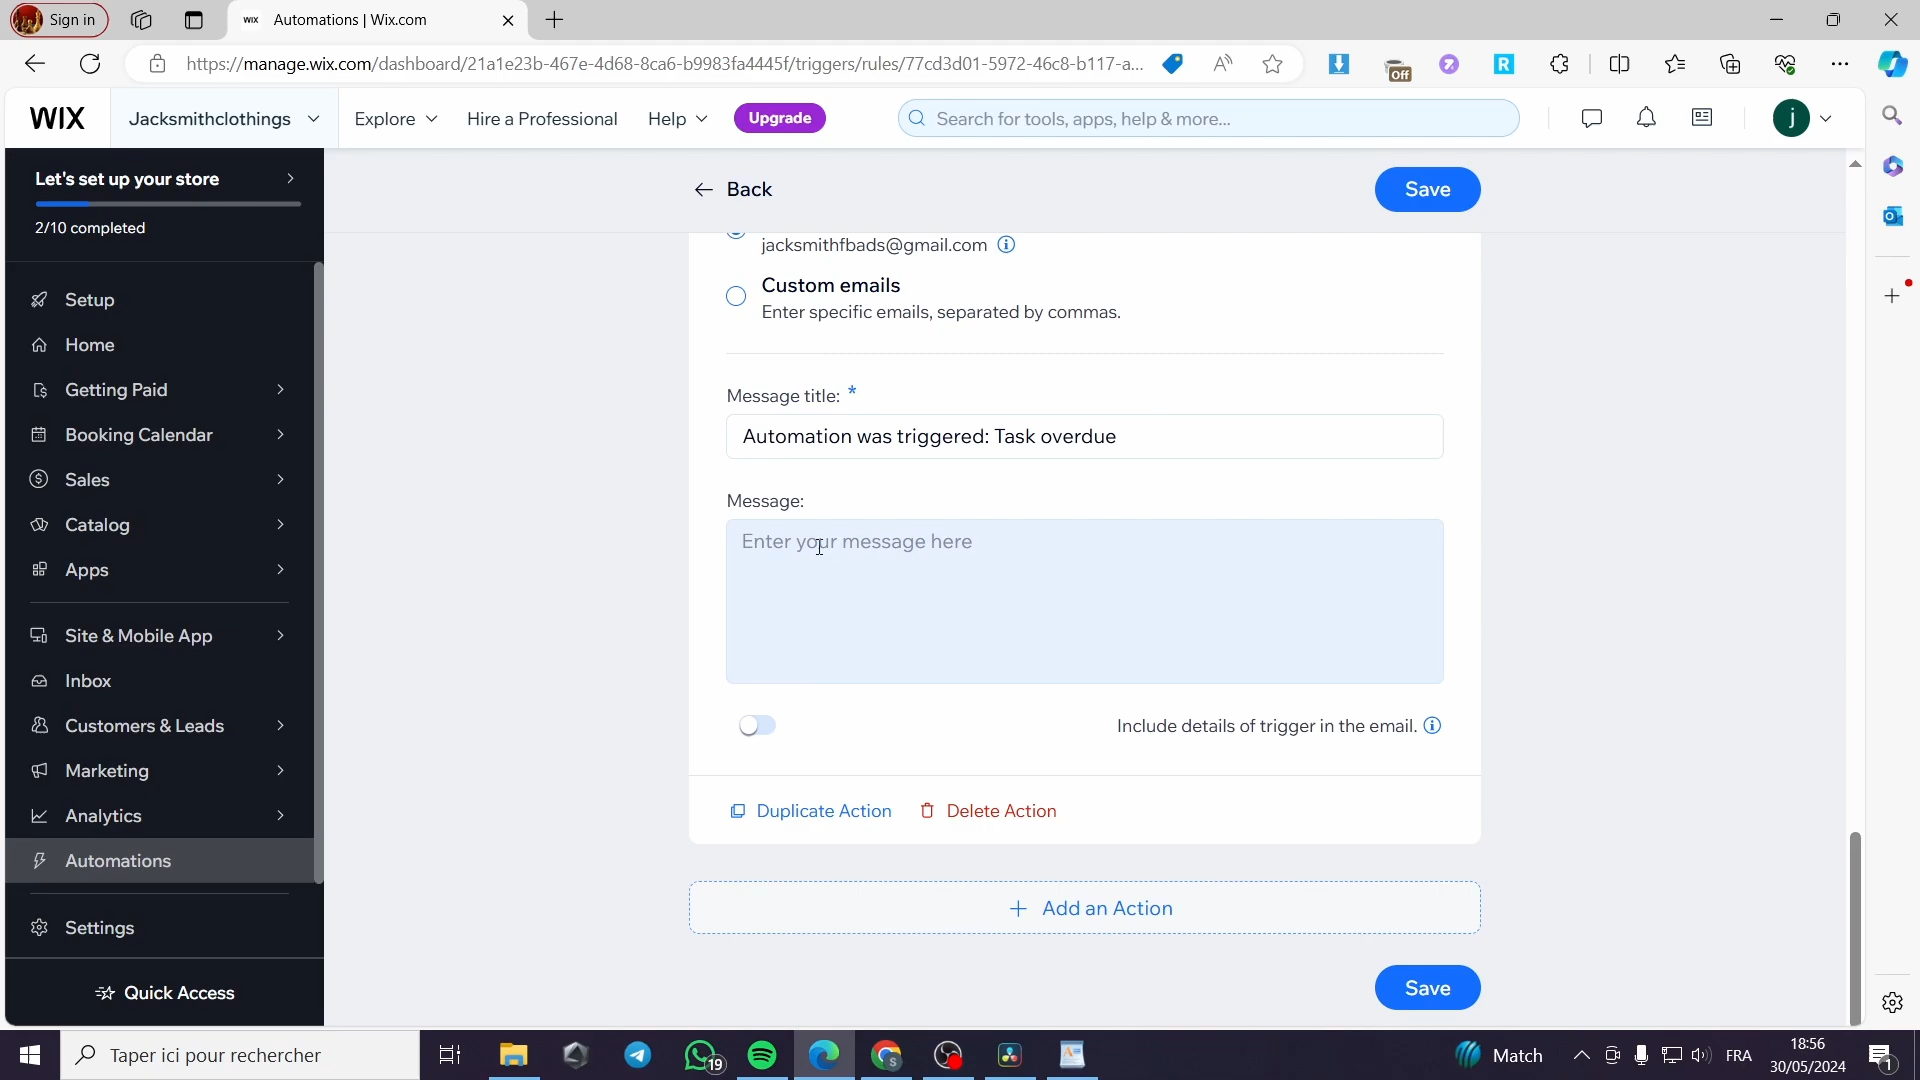 Sign in
WIX Automations | Wix.com
https://manage.wix.com/dashboard/21a1e23b-467e-4d68-8ca6-b9983fa4445f/triggers/rules/77cd3d01-5972-46c8-b117-a...
Off
WIX
Jacksmithclothings
Explore
Hire a Professional
Help
Upgrade
Search for tools, apps, help & more...
j
Let's set up your store
2/10 completed
Setup
Home
Getting Paid
Booking Calendar
Sales
Catalog
Apps
Site & Mobile App
Inbox
Customers & Leads
Marketing
Analytics
Automations
Settings
Quick Access
Back
Save
jacksmithfbads@gmail.com
Custom emails
Enter specific emails, separated by commas.
Message title: *
Automation was triggered: Task overdue
Message:
Enter your message here
Include details of trigger in the email.
Duplicate Action
Delete Action
+ Add an Action
Save
Taper ici pour rechercher
19
Match
FRA
18:56
30/05/2024
1